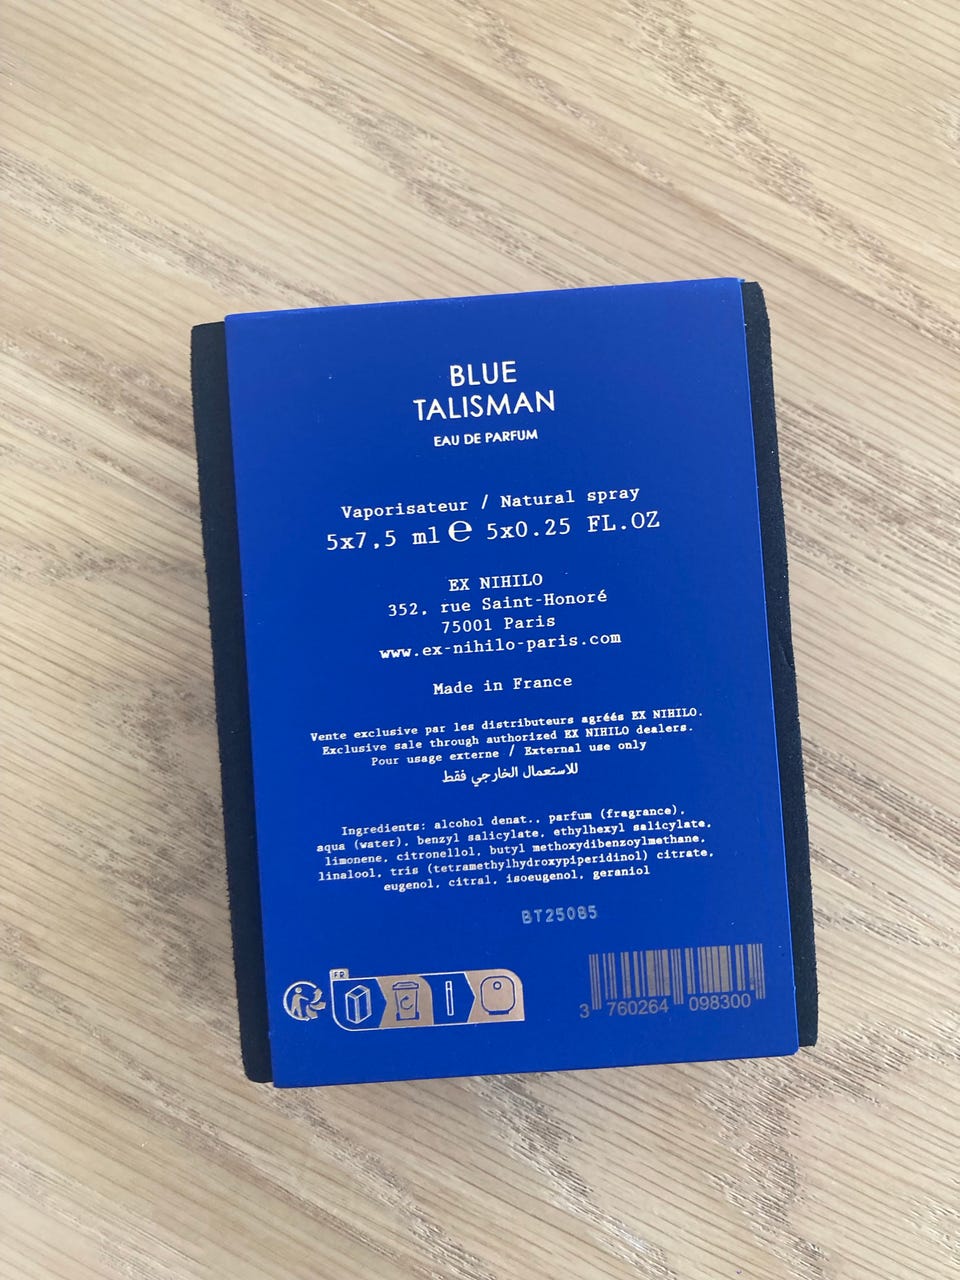 BLUE
TALISMAN
EAU DE PARFUM
Vaporisateur / Natural spray
5x7,5 ml ℮ 5x0.25 FL.OZ
EX NIHILO
352, rue Saint-Honoré
75001 Paris
www.ex-nihilo-paris.com
Made in France
Vente exclusive par les distributeurs agréés EX NIHILO.
Exclusive sale through authorized EX NIHILO dealers.
Pour usage externe / External use only
للاستعمال الخارجي فقط
Ingredients: alcohol denat., parfum (fragrance),
aqua (water), benzyl salicylate, ethylhexyl salicylate,
limonene, citronellol, butyl methoxydibenzoylmethane,
linalool, tris (tetramethylhydroxypiperidinol) citrate,
eugenol, citral, isoeugenol, geraniol
BT25085
FR
3 760264 098300